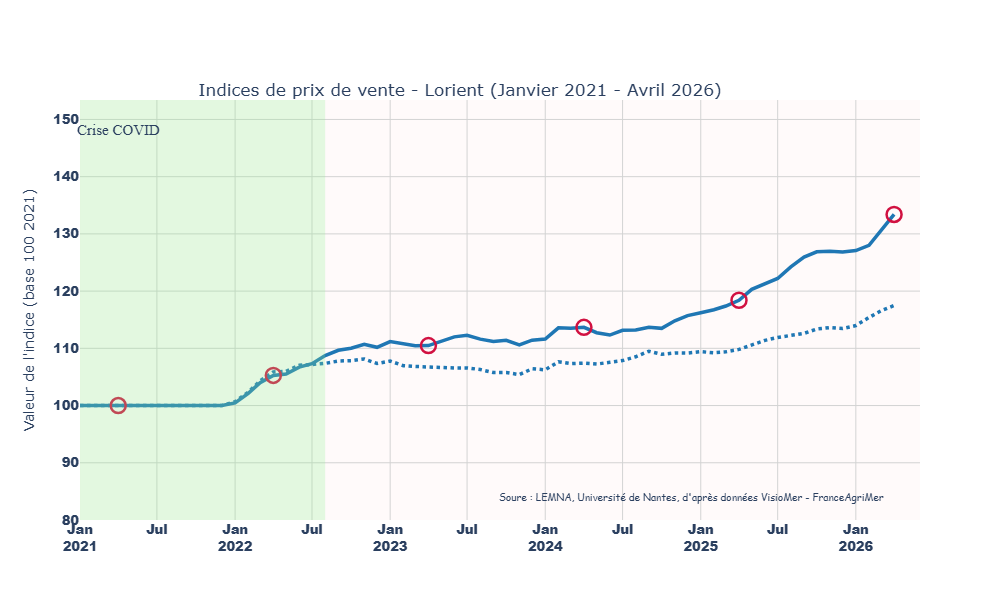 Indices de prix de vente - Lorient (Janvier 2021 - Avril 2026)
Crise COVID
Valeur de l'indice (base 100 2021)
150
140
130
120
110
100
90
80
Soure : LEMNA, Université de Nantes, d'après données VisioMer - FranceAgriMer
Jan Jul Jan Jul Jan Jul Jan Jul Jan Jul Jan
2021 2022 2023 2024 2025 2026